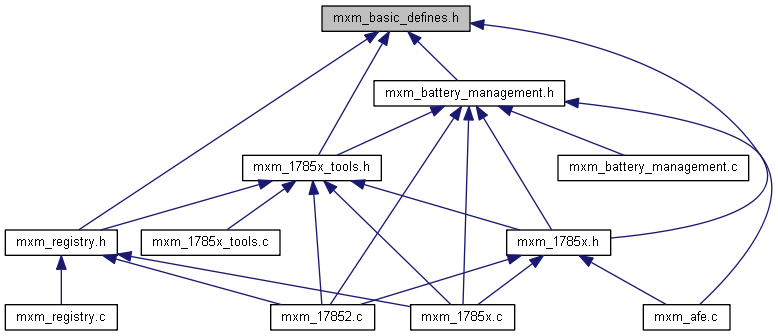 mxm_basic_defines.h
mxm_battery_management.h
mxm_1785x_tools.h
mxm_battery_management.c
mxm_registry.h
mxm_1785x_tools.c
mxm_1785x.h
mxm_registry.c
mxm_17852.c
mxm_1785x.c
mxm_afe.c